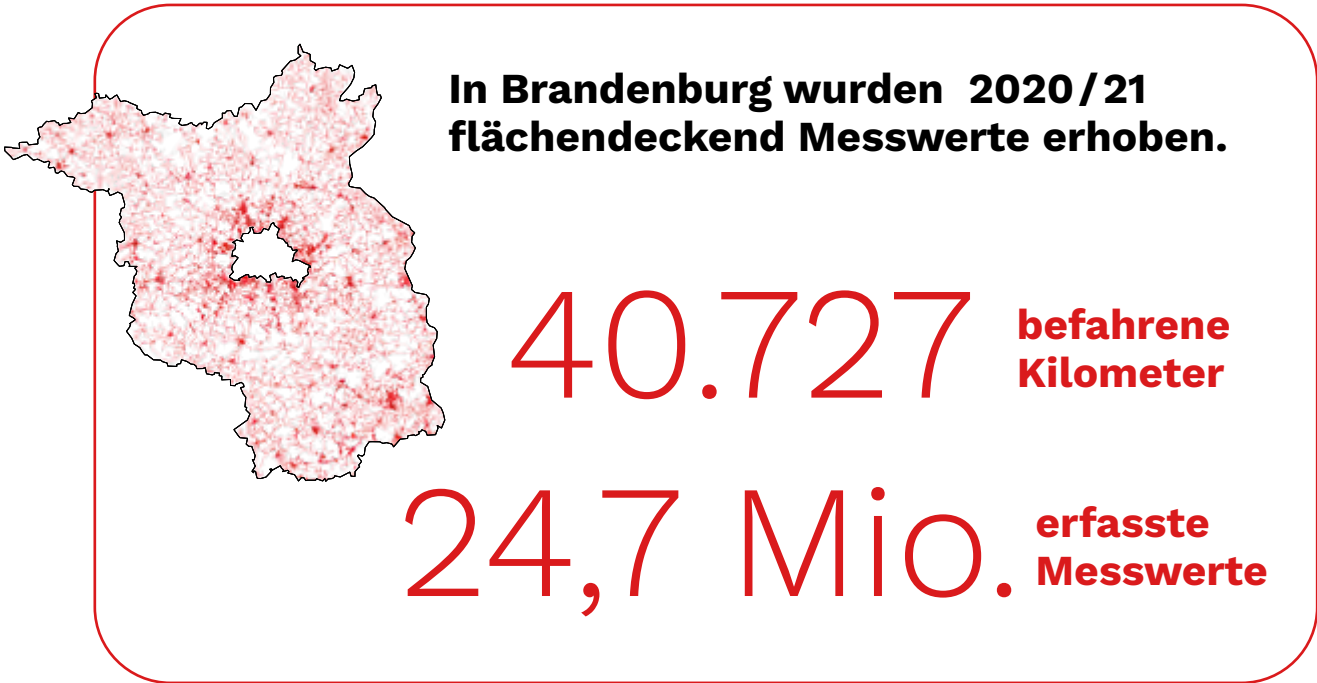 In Brandenburg wurden 2020/21
flächendeckend Messwerte erhoben.
40.727
befahrene
Kilometer
24,7 Mio.
erfasste
Messwerte